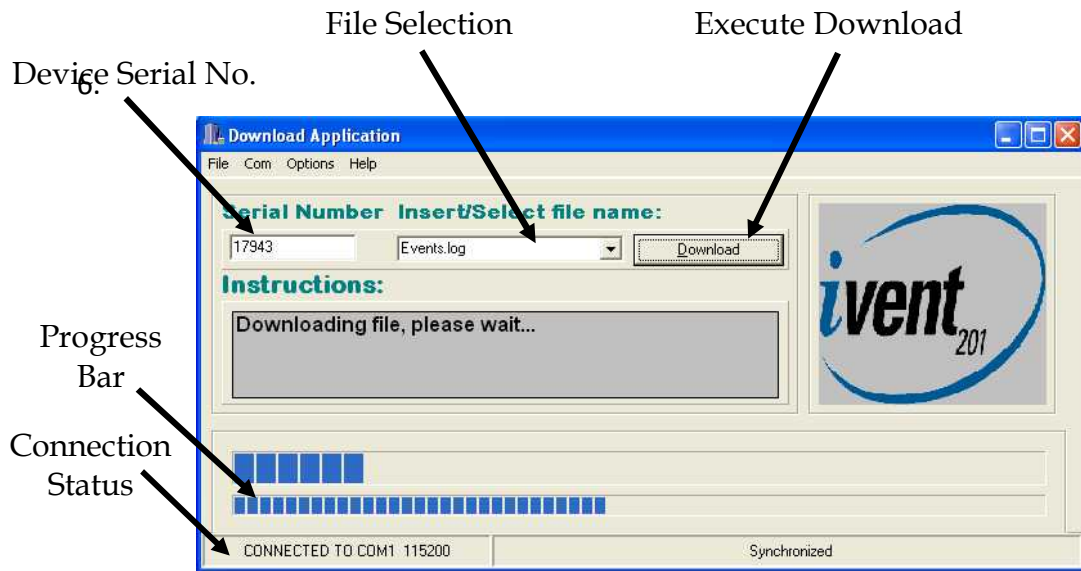 File Selection
Execute Download
Device Serial No.
6.
Download Application
File Com Options Help
Serial Number Insert/Select file name:
17943 Events.log Download
Instructions:
Downloading file, please wait...
ivent 201
Progress
Bar
Connection
Status
CONNECTED TO COM1 115200 Synchronized